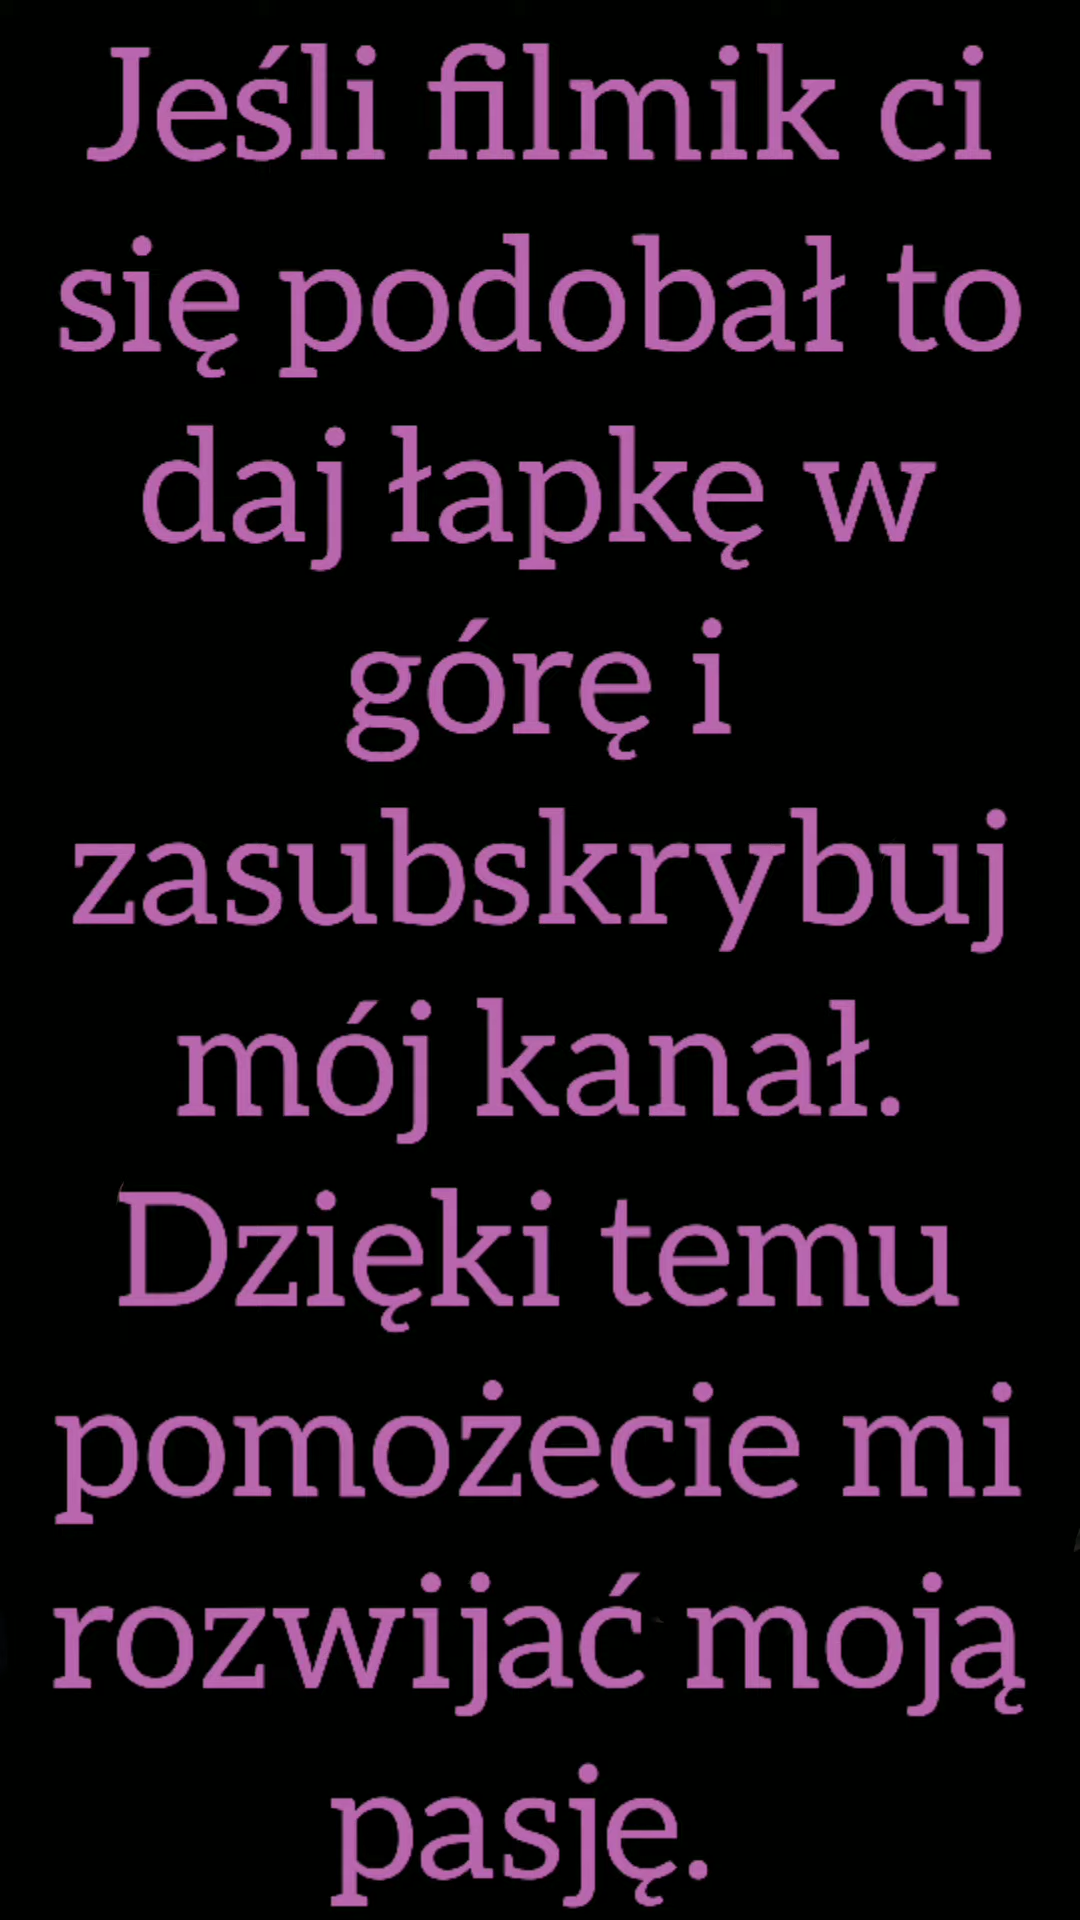 Jeśli filmik ci
się podobał to
daj łapkę w
górę i
zasubskrybuj
mój kanał.
Dzięki temu
pomożecie mi
rozwijać moją
pasję.